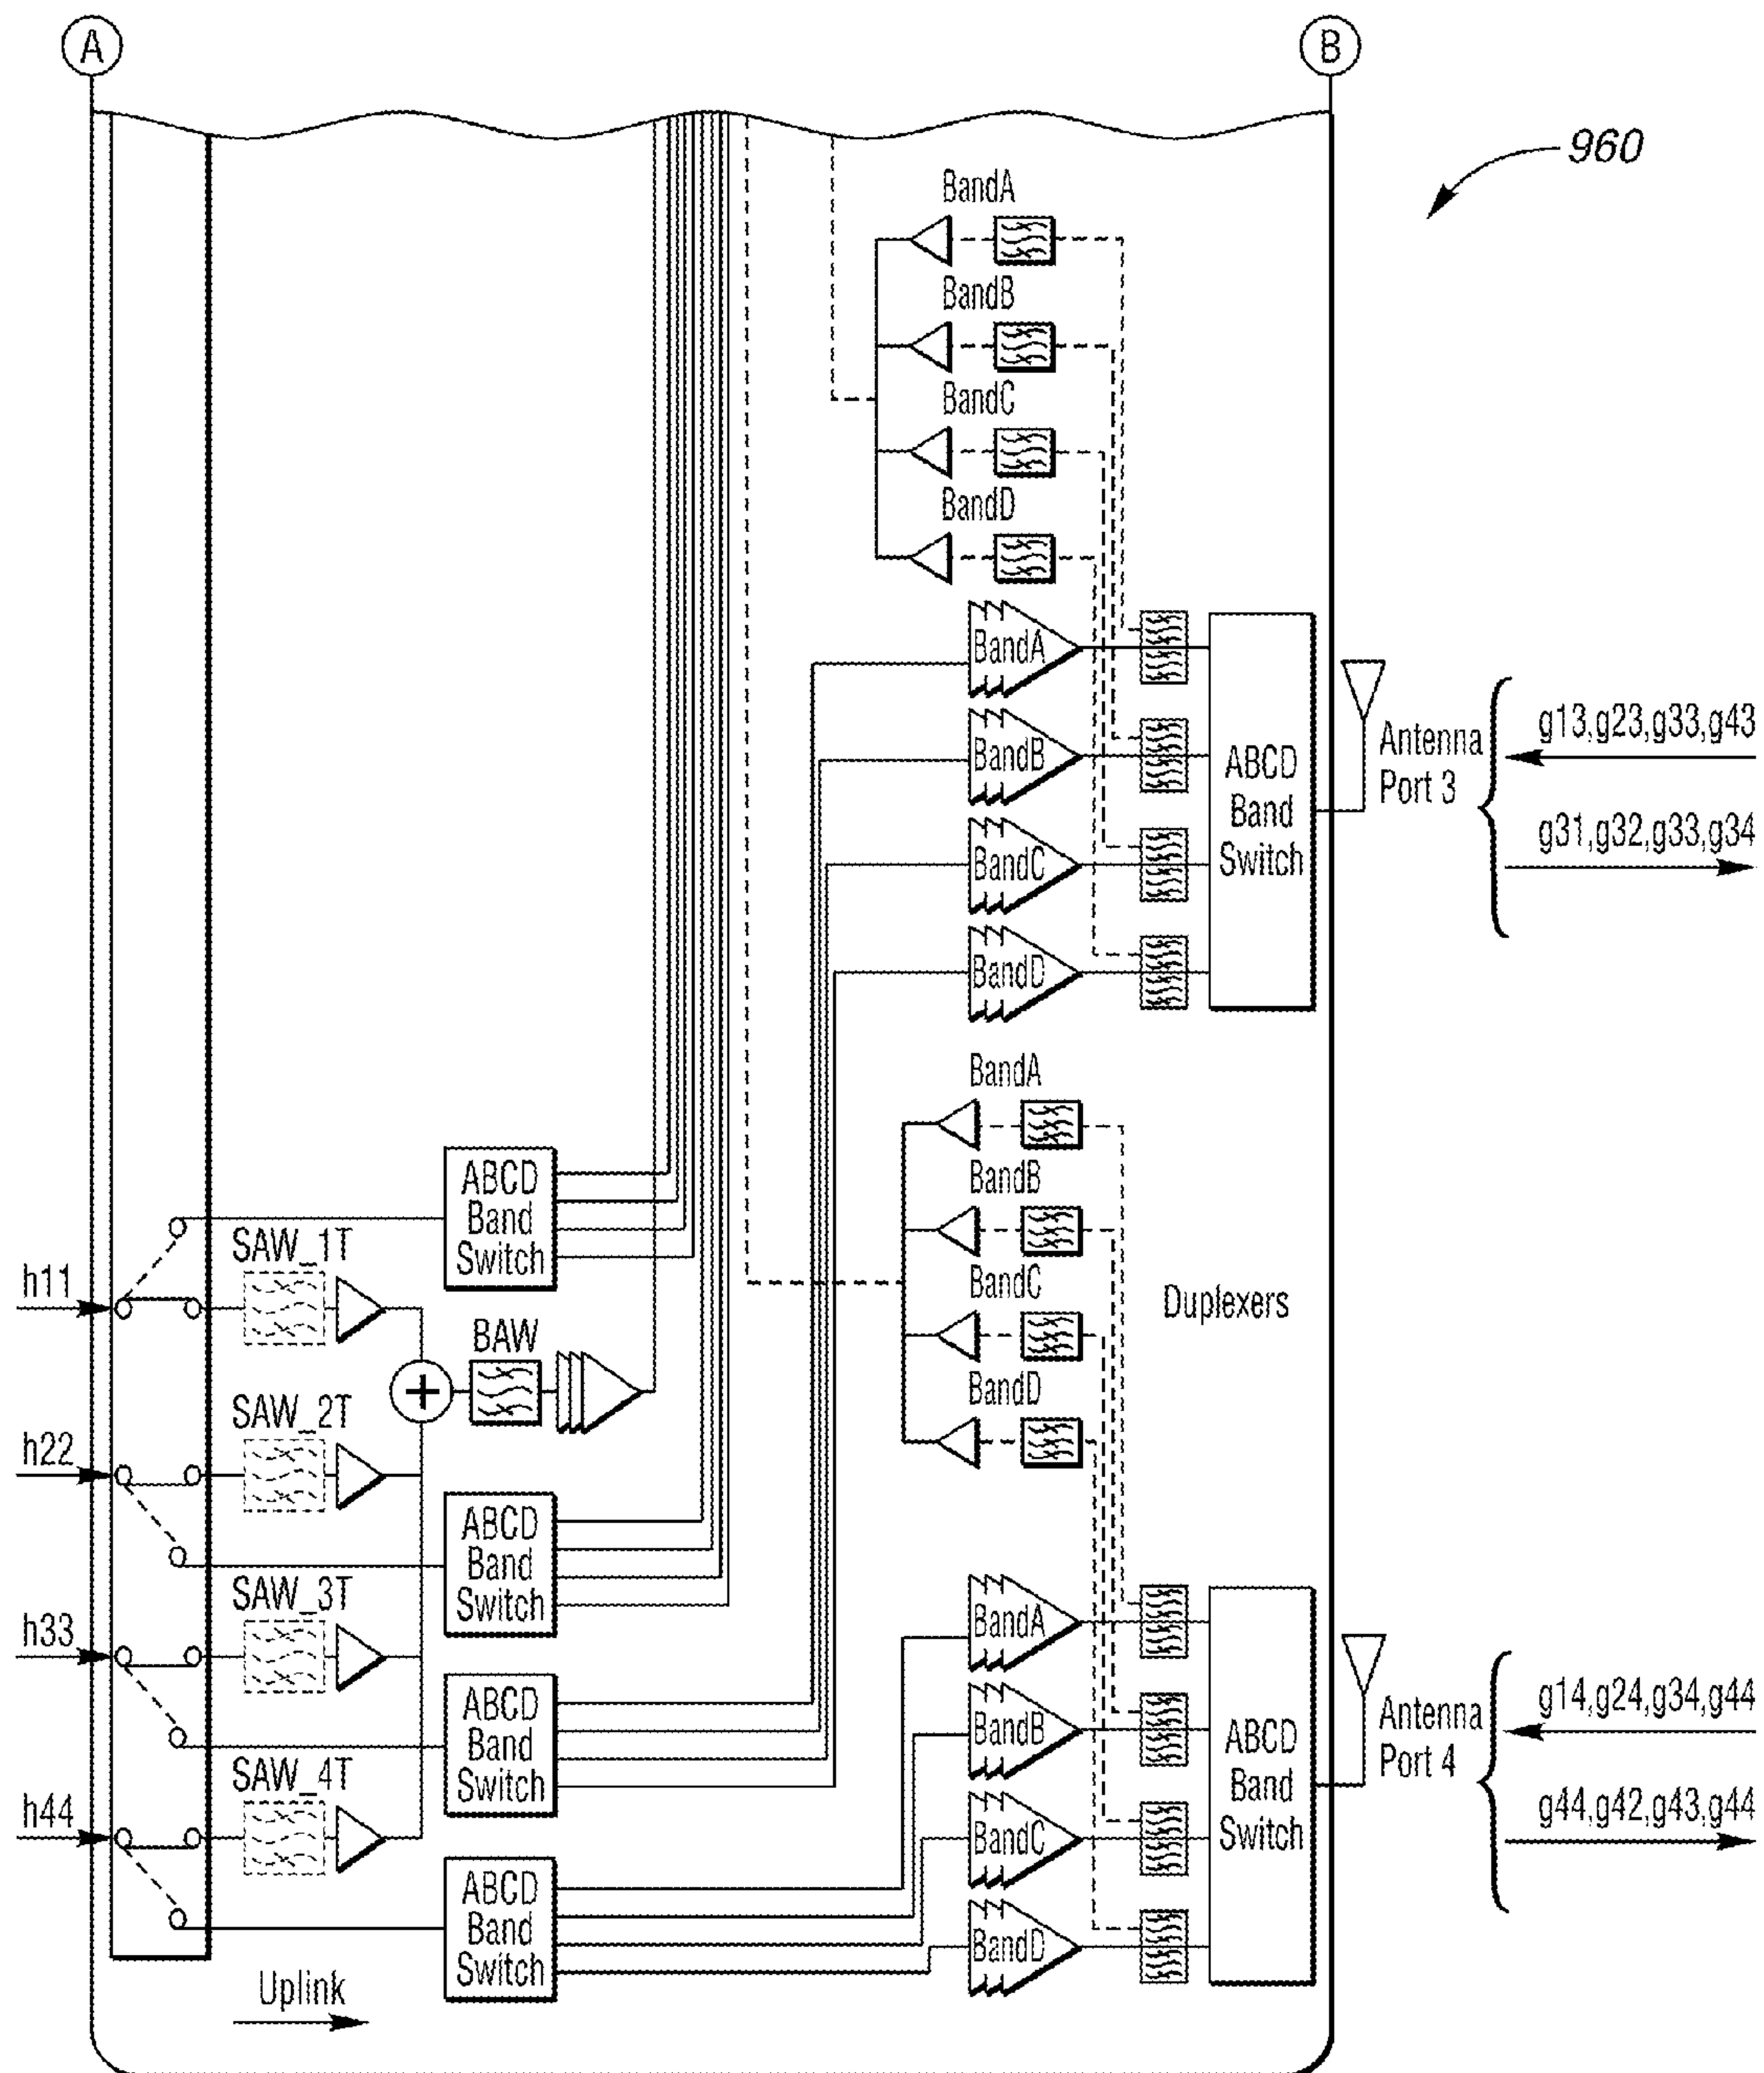 A
B
960
BandA
BandB
BandC
BandD
BandA
BandB
BandC
BandD
ABCD
Band
Switch
Antenna
Port 3
g13,g23,g33,g43
g31,g32,g33,g34
BandA
BandB
BandC
BandD
Duplexers
ABCD
Band
Switch
SAW_1T
h11
BAW
+
SAW_2T
h22
ABCD
Band
Switch
SAW_3T
h33
ABCD
Band
Switch
SAW_4T
h44
ABCD
Band
Switch
BandA
BandB
BandC
BandD
ABCD
Band
Switch
Antenna
Port 4
g14,g24,g34,g44
g44,g42,g43,g44
Uplink